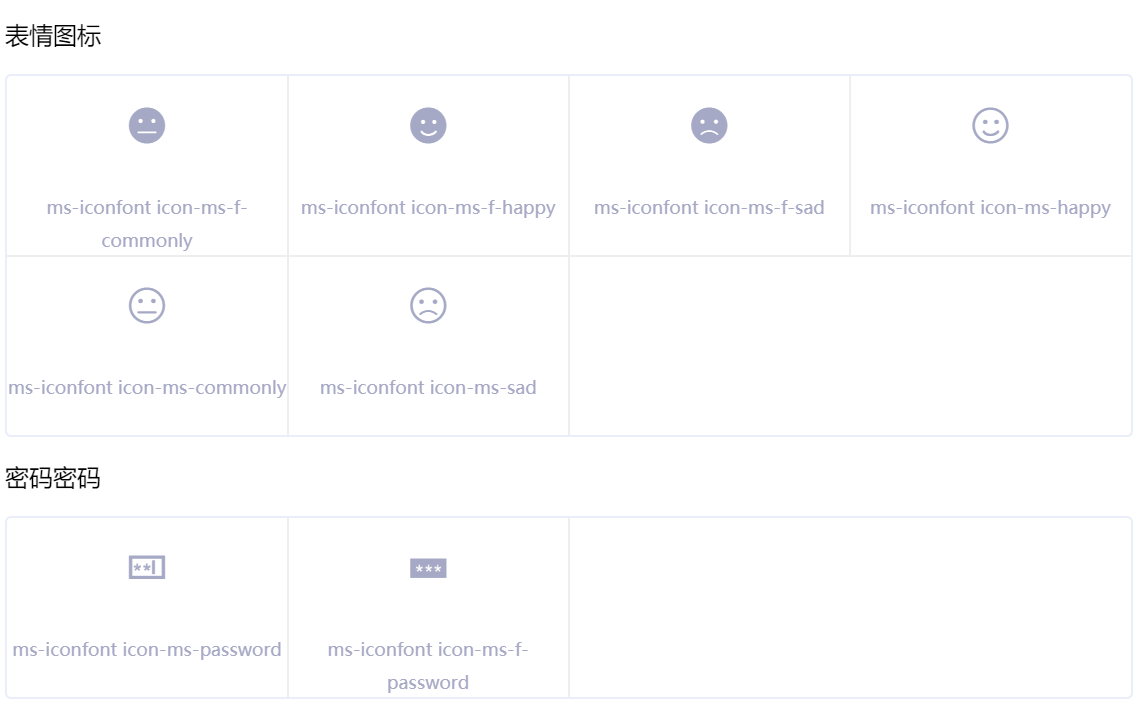 表情图标
ms-iconfont icon-ms-f-
commonly
ms-iconfont icon-ms-f-happy
ms-iconfont icon-ms-f-sad
ms-iconfont icon-ms-happy
ms-iconfont icon-ms-commonly
ms-iconfont icon-ms-sad
密码密码
ms-iconfont icon-ms-password
ms-iconfont icon-ms-f-
password